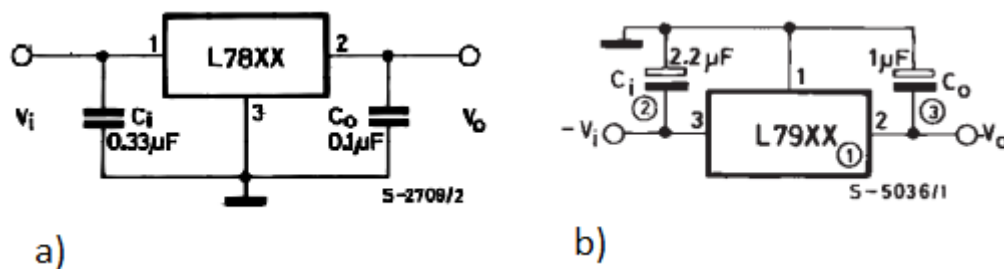 1 L78XX 2
3
Vi Ci Co Vo
0.33µF 0.1µF
S-2709/2
a)
2.2µF 1µF
Ci 1 Co
② ③
-Vi 3 L79XX ① 2 -Vo
S-5036/1
b)